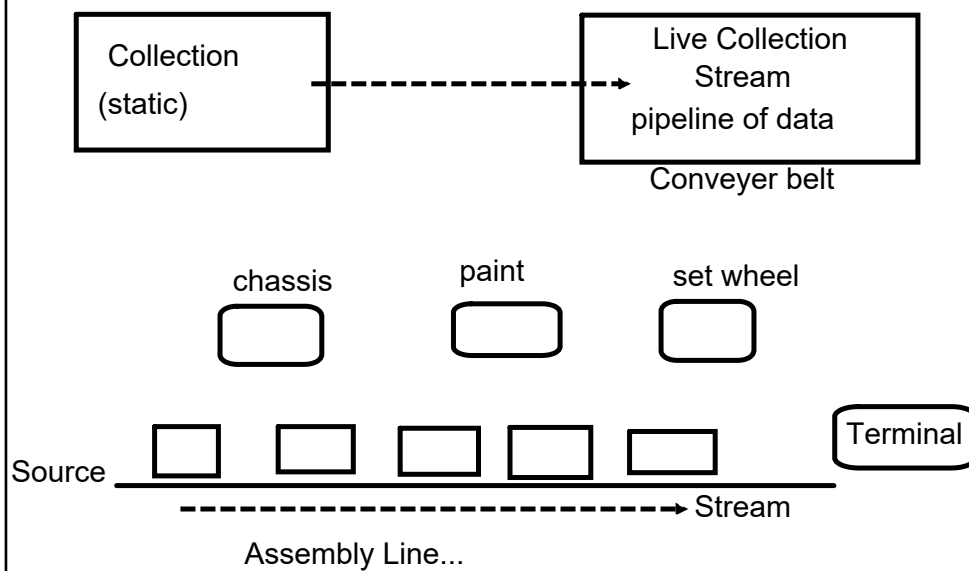 Collection
(static)
Live Collection
Stream
pipeline of data
Conveyer belt
chassis
paint
set wheel
Terminal
Source
Stream
Assembly Line...